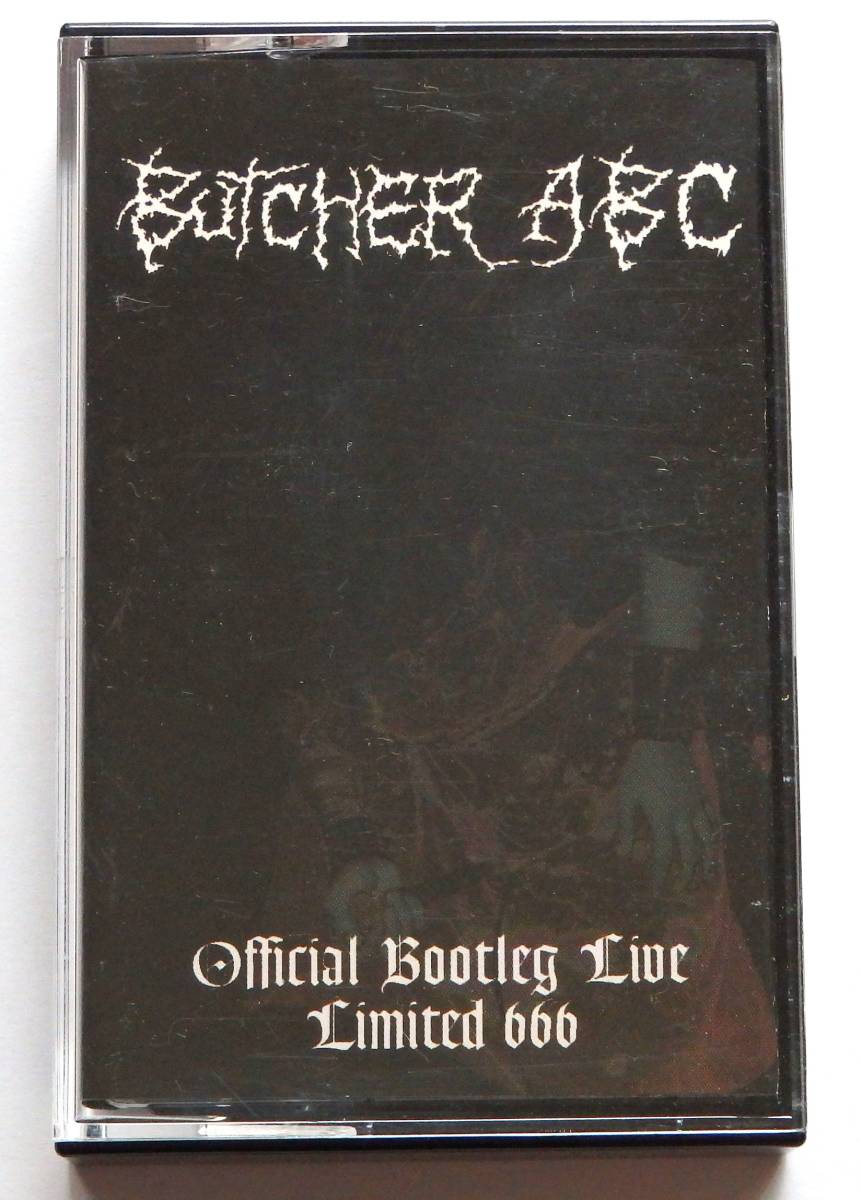 BUTCHER ABC
Official Bootleg Live
Limited 666